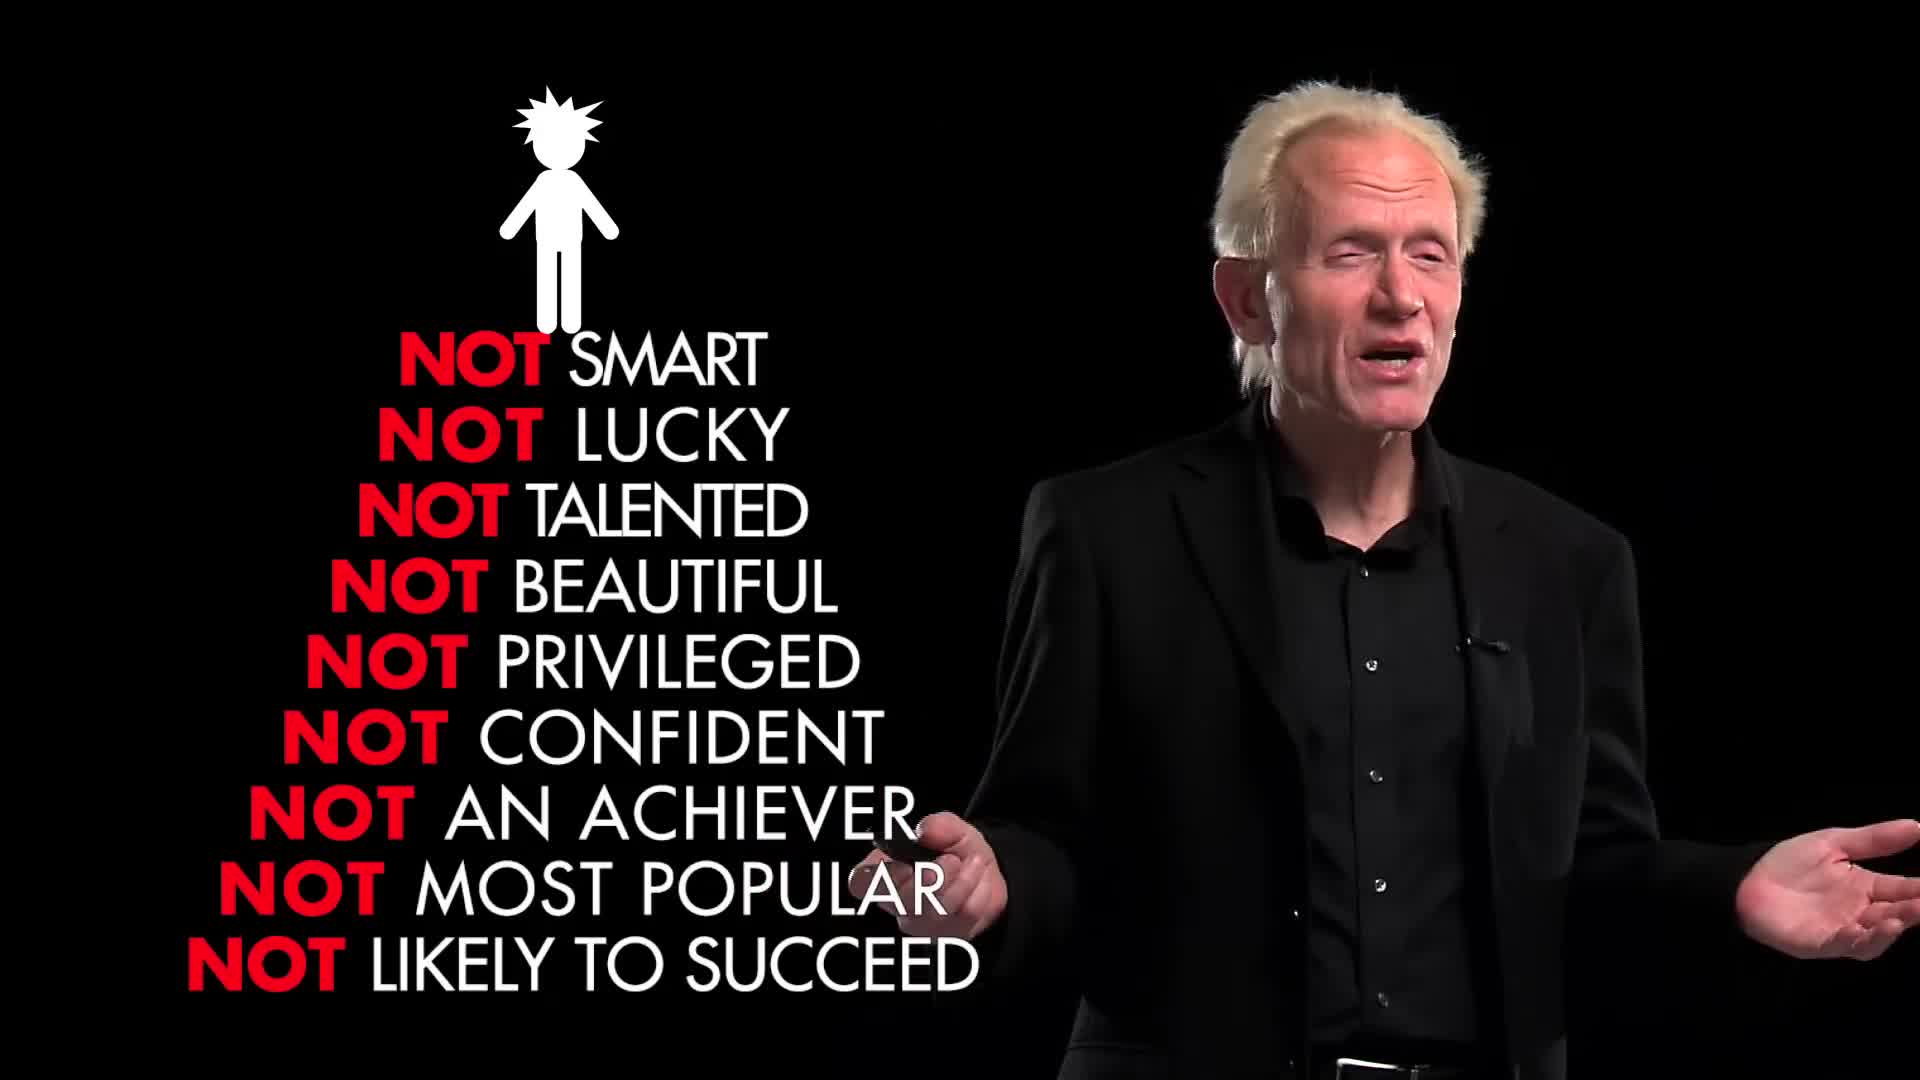 NOT SMART
NOT LUCKY
NOT TALENTED
NOT BEAUTIFUL
NOT PRIVILEGED
NOT CONFIDENT
NOT AN ACHIEVER
NOT MOST POPULAR
NOT LIKELY TO SUCCEED